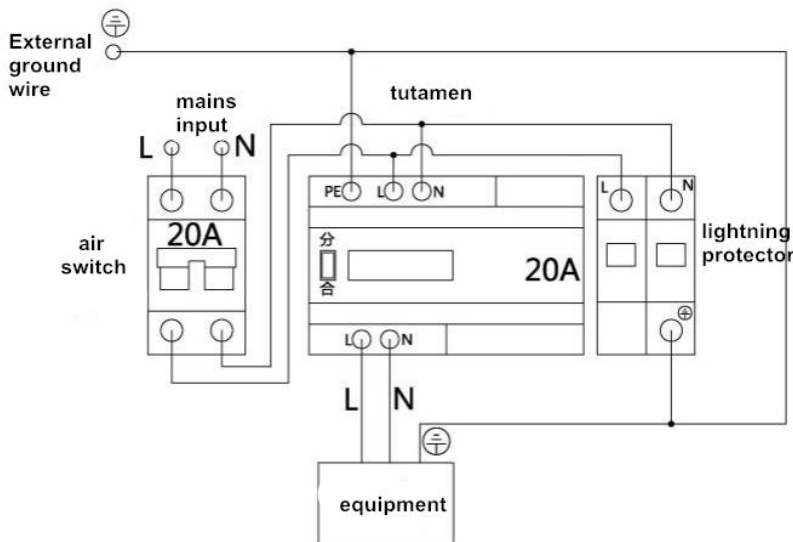 External
ground
wire
mains
input
L N
tutamen
air
switch
20A
PE L N
分
合
20A
L N
L N
L N
lightning
protector
equipment